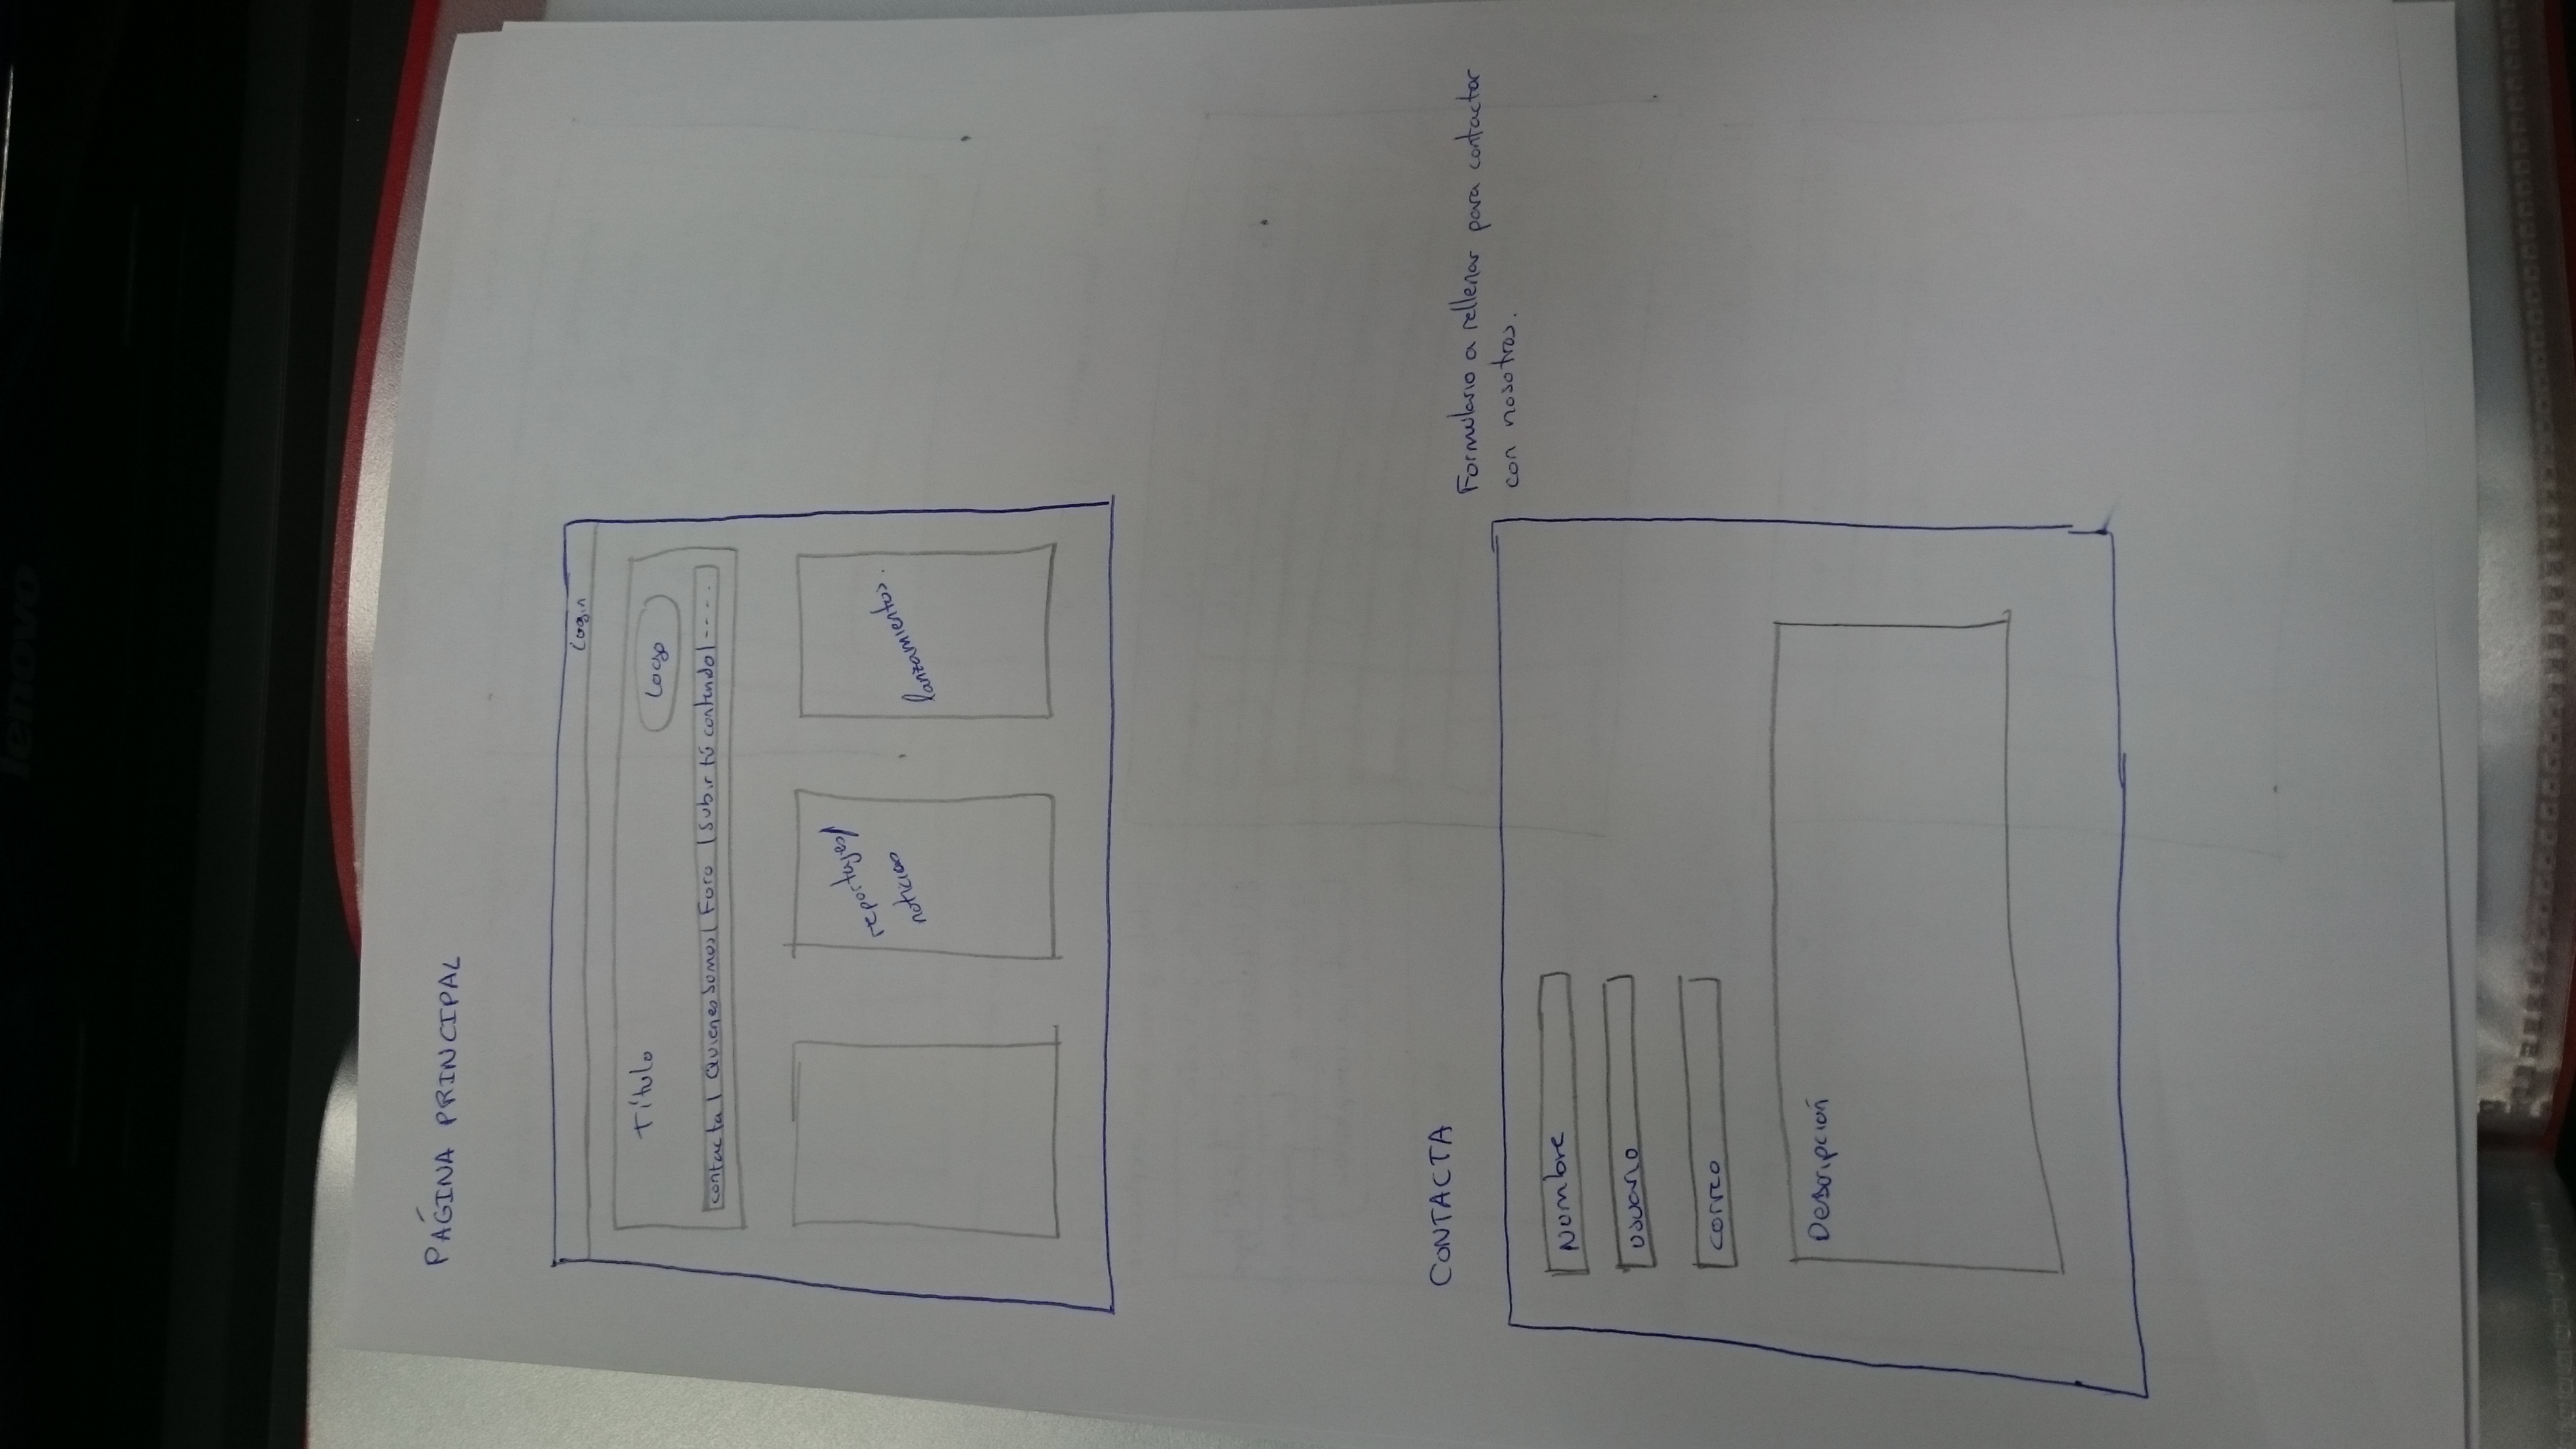 lenovo
PÁGINA PRINCIPAL
Login
Título
Logo
contacta | Quienes Somos | Foro | Subir tú contenido | ----
reportajes/
noticias
lanzamientos.
CONTACTA
Formulario a rellenar para contactar
con nosotros.
Nombre
usuario
correo
Descripción